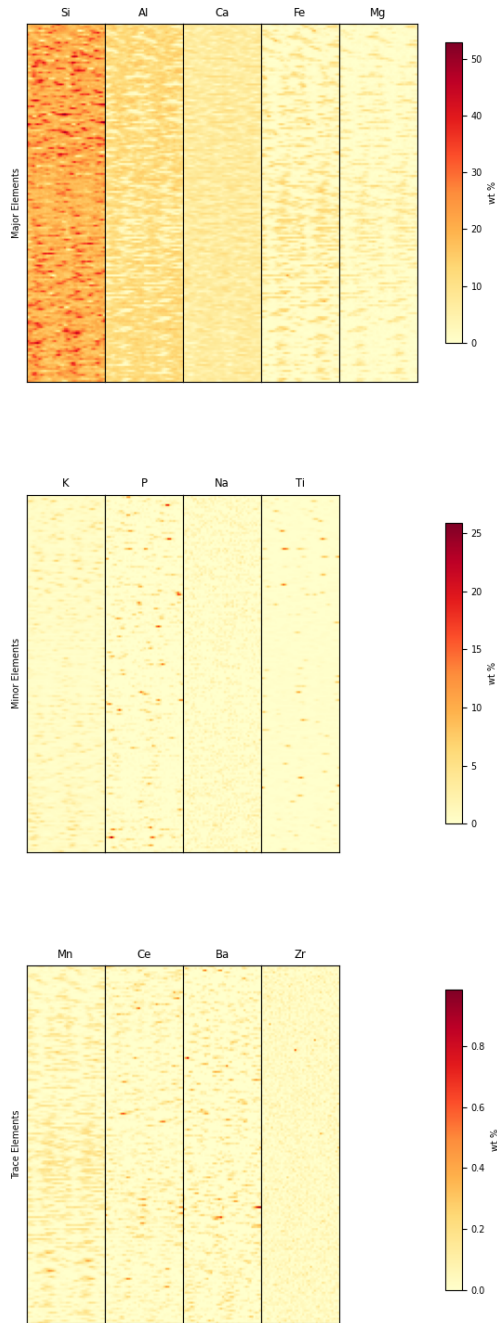 Si Al Ca Fe Mg
Major Elements
50
40
30
20
10
0
wt %
K P Na Ti
Minor Elements
25
20
15
10
5
0
wt %
Mn Ce Ba Zr
Trace Elements
0.8
0.6
0.4
0.2
0.0
wt %